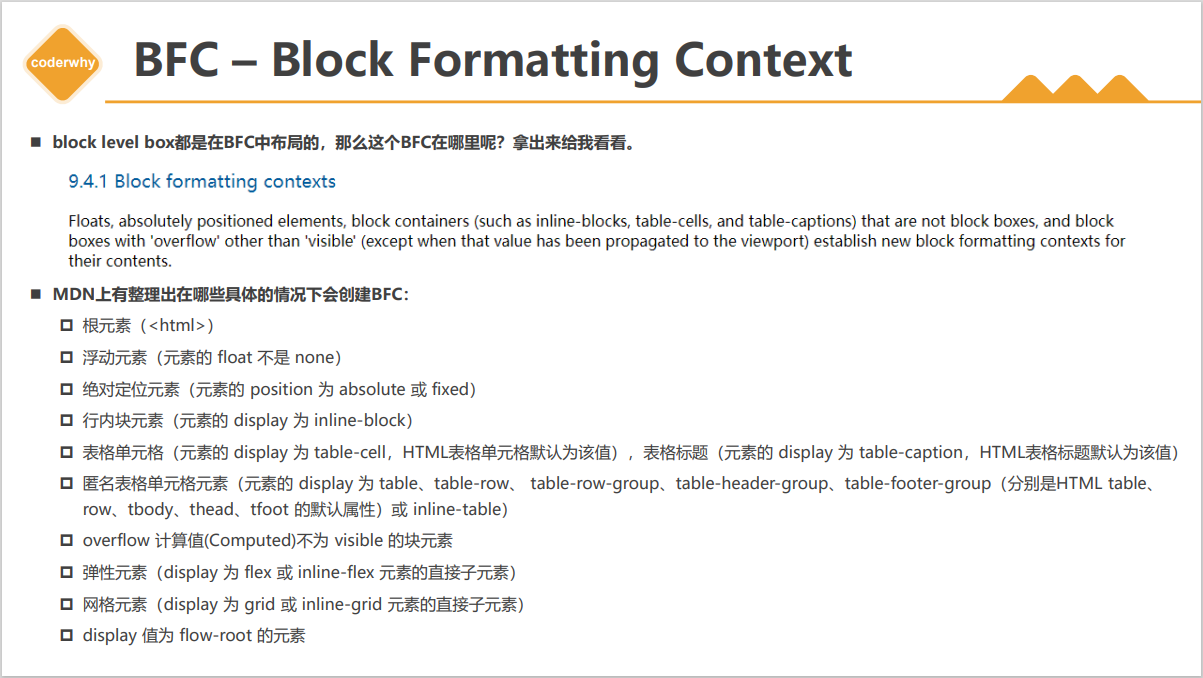 coderwhy
BFC – Block Formatting Context
block level box都是在BFC中布局的，那么这个BFC在哪里呢？拿出来给我看看。
9.4.1 Block formatting contexts
Floats, absolutely positioned elements, block containers (such as inline-blocks, table-cells, and table-captions) that are not block boxes, and block
boxes with 'overflow' other than 'visible' (except when that value has been propagated to the viewport) establish new block formatting contexts for
their contents.
MDN上有整理出在哪些具体的情况下会创建BFC：
根元素（<html>）
浮动元素（元素的 float 不是 none）
绝对定位元素（元素的 position 为 absolute 或 fixed）
行内块元素（元素的 display 为 inline-block）
表格单元格（元素的 display 为 table-cell，HTML表格单元格默认为该值），表格标题（元素的 display 为 table-caption，HTML表格标题默认为该值）
匿名表格单元格元素（元素的 display 为 table、table-row、 table-row-group、table-header-group、table-footer-group（分别是HTML table、
row、tbody、thead、tfoot 的默认属性）或 inline-table）
overflow 计算值(Computed)不为 visible 的块元素
弹性元素（display 为 flex 或 inline-flex 元素的直接子元素）
网格元素（display 为 grid 或 inline-grid 元素的直接子元素）
display 值为 flow-root 的元素